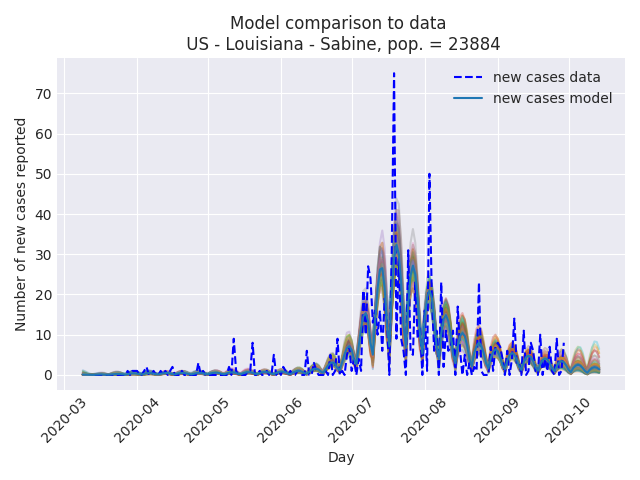 Model comparison to data
US - Louisiana - Sabine, pop. = 23884
new cases data
new cases model
Number of new cases reported
70
60
50
40
30
20
10
0
2020-03
2020-04
2020-05
2020-06
2020-07
2020-08
2020-09
2020-10
Day